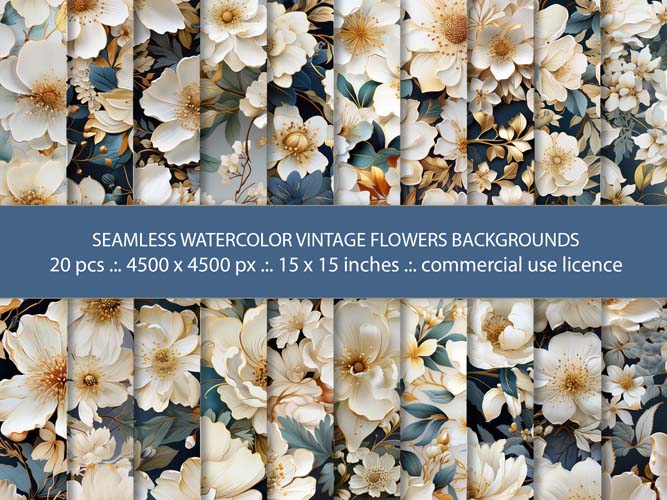 SEAMLESS WATERCOLOR VINTAGE FLOWERS BACKGROUNDS
20 pcs .:. 4500 x 4500 px .:. 15 x 15 inches .:. commercial use licence